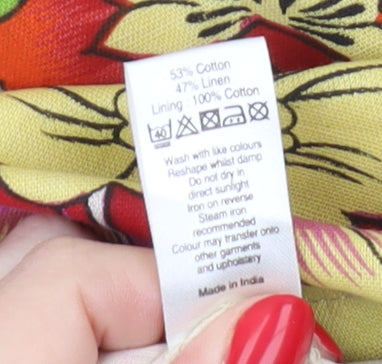 53% Cotton
47% Linen
Lining : 100% Cotton
40
Wash with like colours
Reshape whilst damp
Do not dry in
direct sunlight
Iron on reverse
Steam iron
recommended
Colour may transfer onto
other garments
and upholstery
Made in India